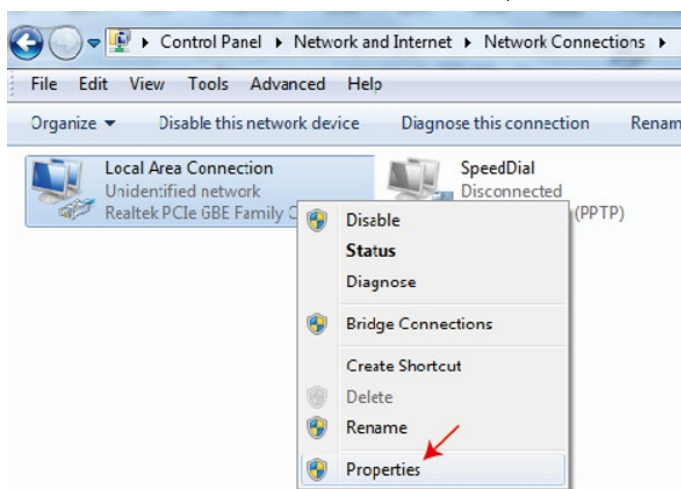 Control Panel ▸ Network and Internet ▸ Network Connections ▸
File Edit View Tools Advanced Help
Organize ▾ Disable this network device Diagnose this connection Renam
Local Area Connection
Unidentified network
Realtek PCIe GBE Family C
SpeedDial
Disconnected
(PPTP)
Disable
Status
Diagnose
Bridge Connections
Create Shortcut
Delete
Rename
Properties